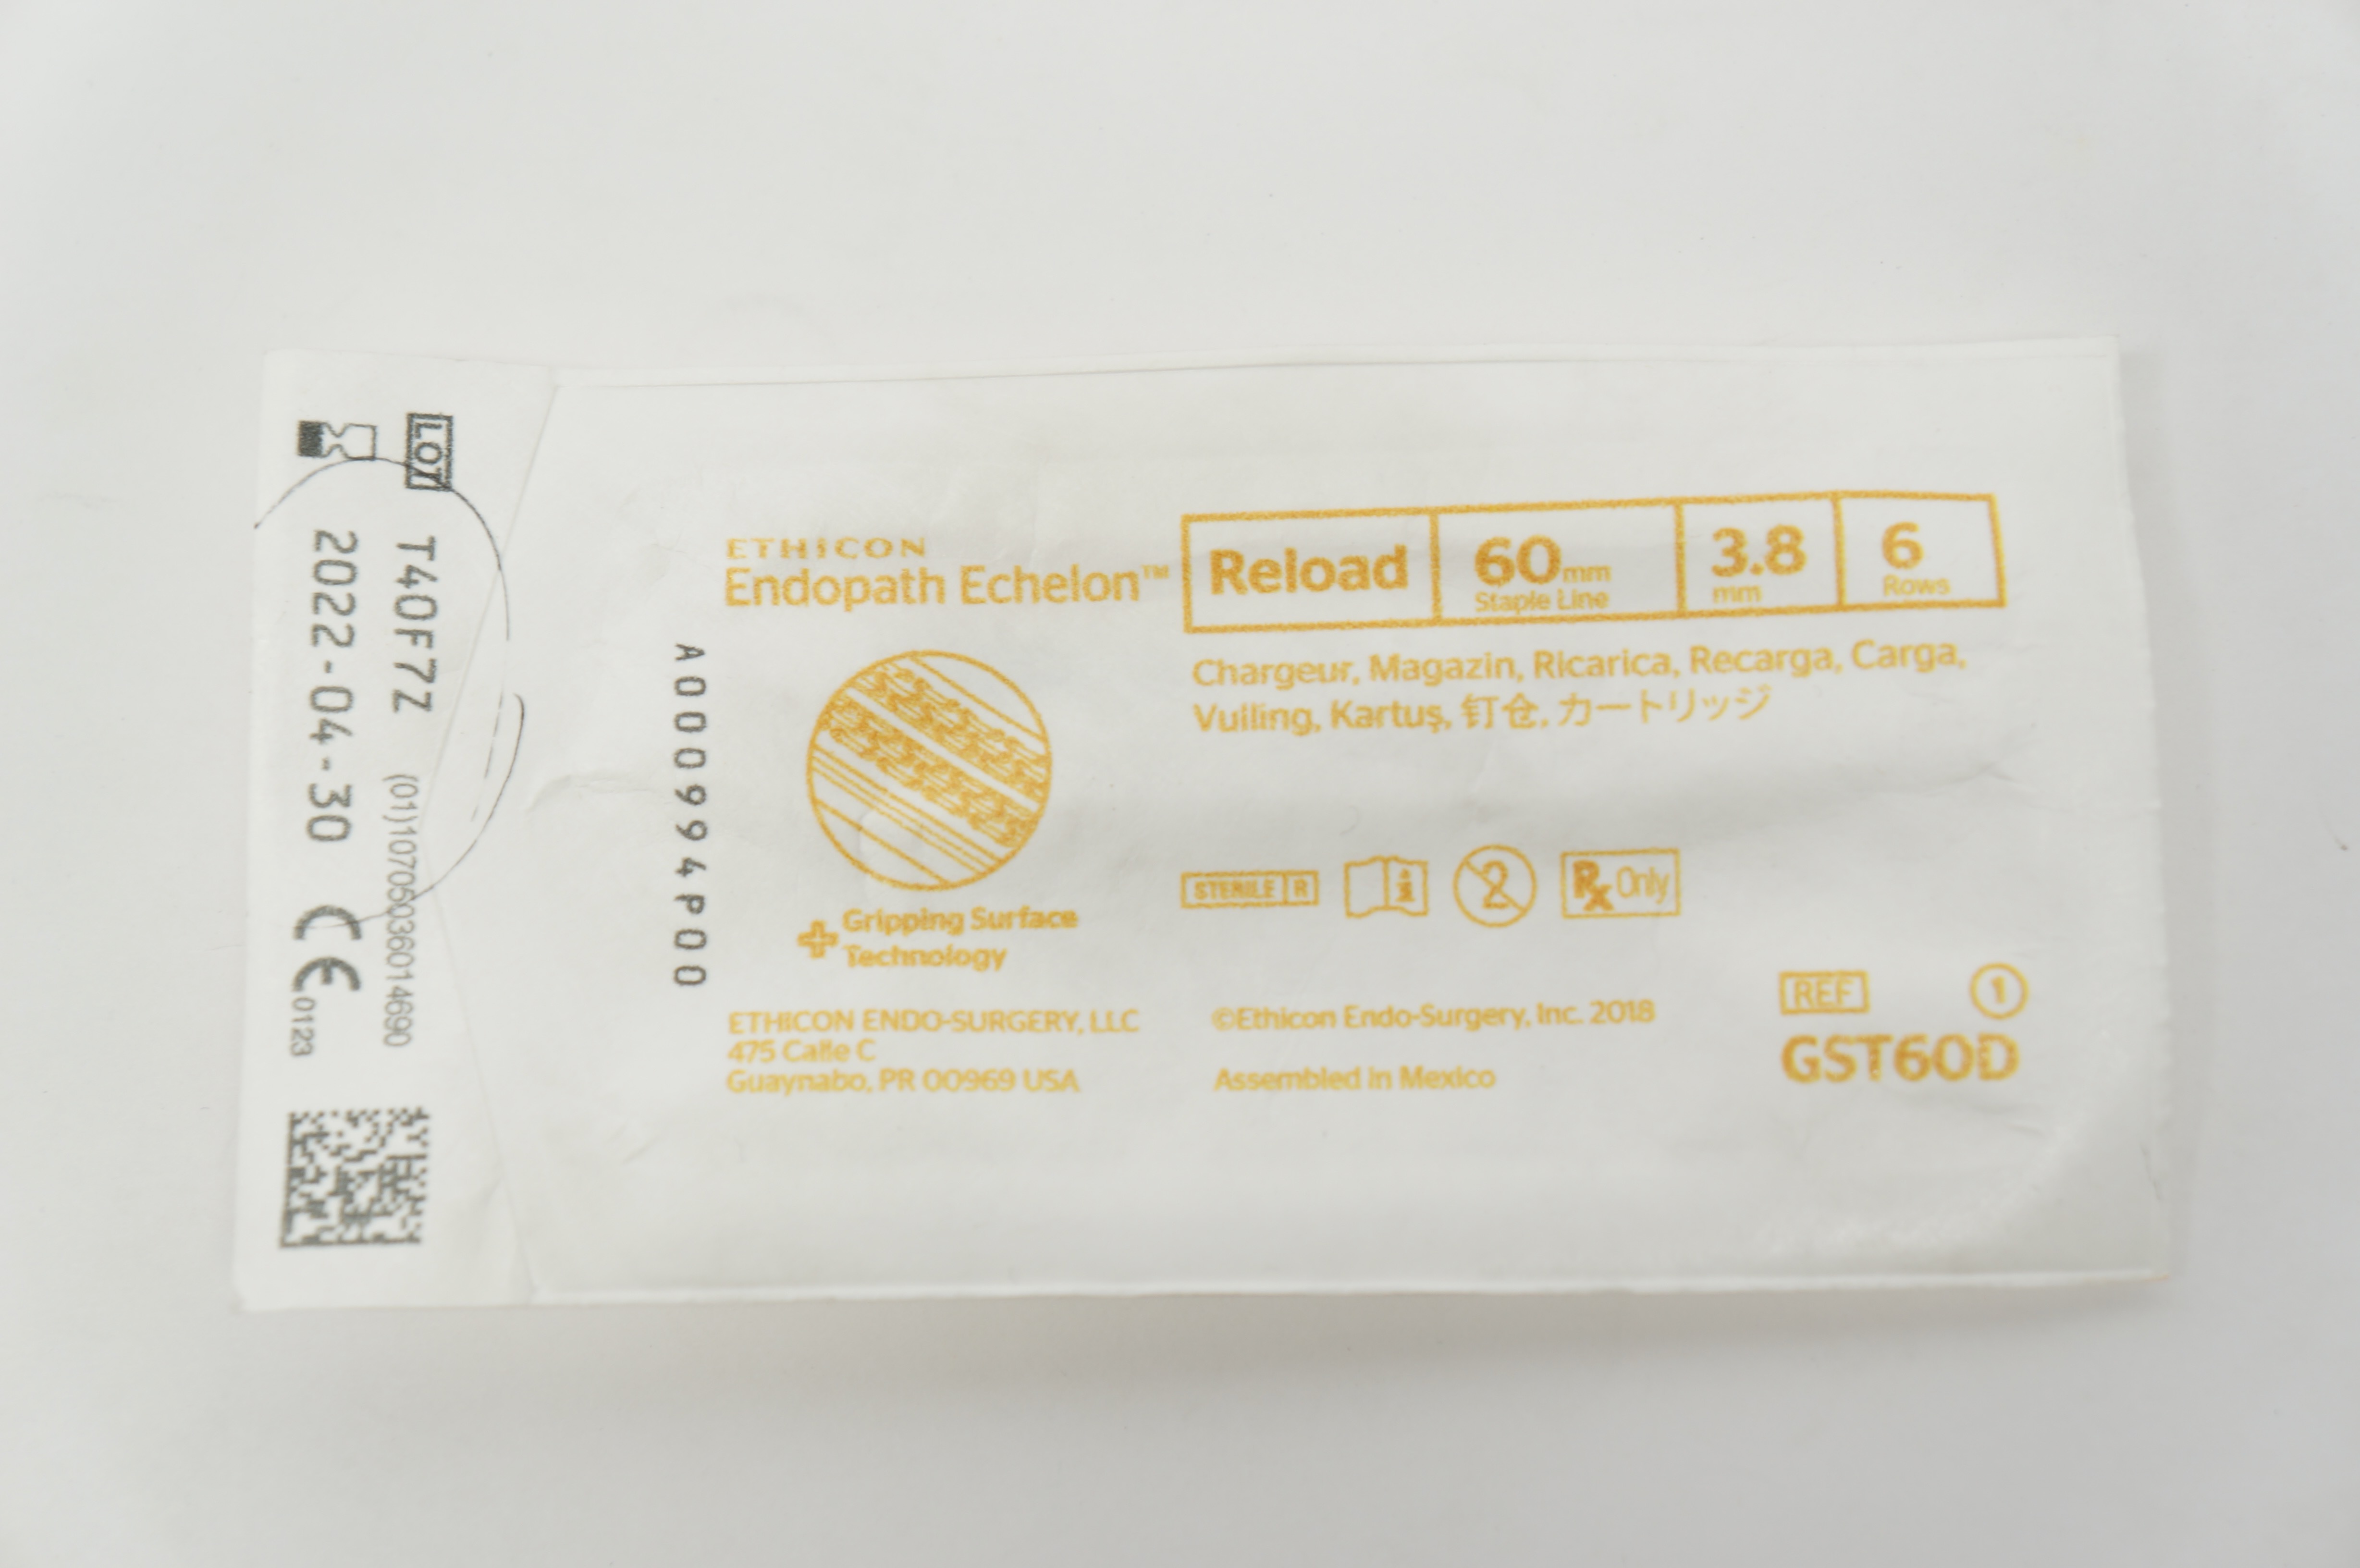 LOT T40F7Z (01)10705036014690
2022-04-30 CE 0123
A000994P00
ETHICON
Endopath Echelon™
Reload
60mm
Staple Line
3.8
mm
6
Rows
Chargeur, Magazin, Ricarica, Recarga, Carga,
Vulling, Kartuş, 钉仓, カートリッジ
Gripping Surface
Technology
STERILE R
2
Rx Only
ETHICON ENDO-SURGERY, LLC
475 Calle C
Guaynabo, PR 00969 USA
©Ethicon Endo-Surgery, Inc. 2018
Assembled in Mexico
REF
1
GST60D